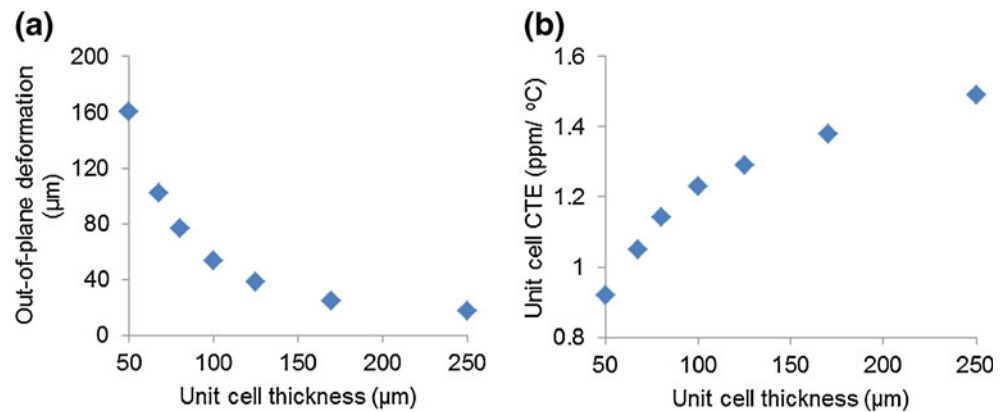 (a)
Out-of-plane deformation
(µm)
200
160
120
80
40
0
50 100 150 200 250
Unit cell thickness (µm)
(b)
Unit cell CTE (ppm/ ºC)
1.6
1.4
1.2
1
0.8
50 100 150 200 250
Unit cell thickness (µm)